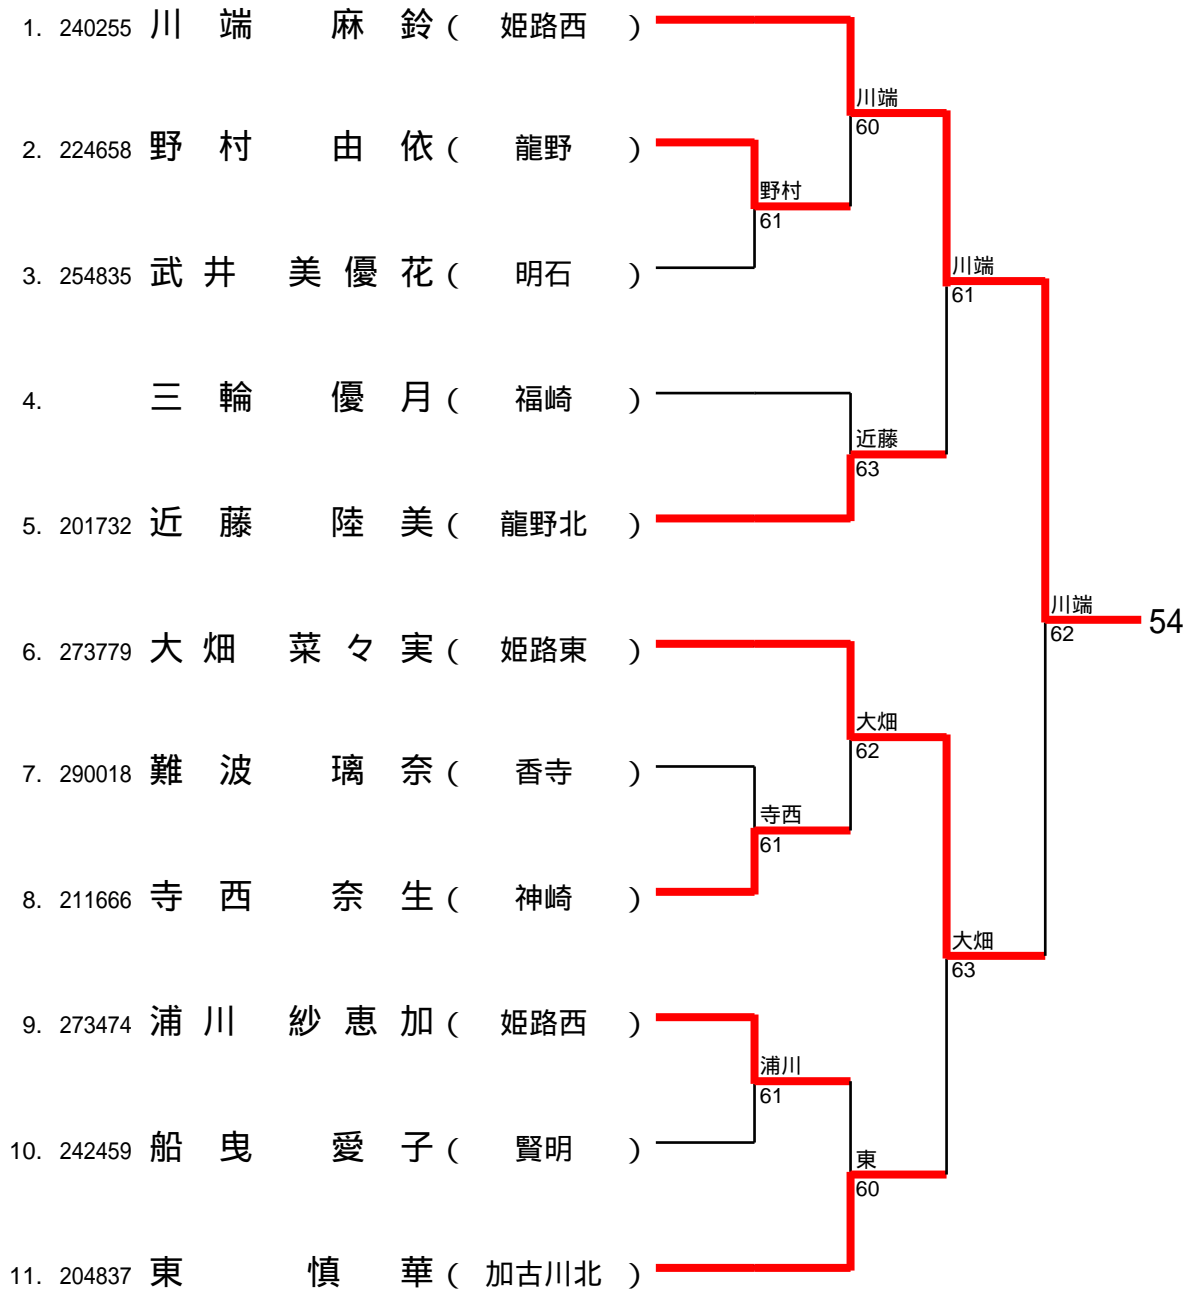 1. 240255 川端 麻鈴 ( 姫路西 )
川端
60
2. 224658 野村 由依 ( 龍野 )
野村
61
3. 254835 武井 美優花 ( 明石 )
川端
61
4. 三輪 優月 ( 福崎 )
近藤
63
5. 201732 近藤 陸美 ( 龍野北 )
川端
62
54
6. 273779 大畑 菜々実 ( 姫路東 )
大畑
62
7. 290018 難波 璃奈 ( 香寺 )
寺西
61
8. 211666 寺西 奈生 ( 神崎 )
大畑
63
9. 273474 浦川 紗恵加 ( 姫路西 )
浦川
61
10. 242459 船曳 愛子 ( 賢明 )
東
60
11. 204837 東 慎華 ( 加古川北 )